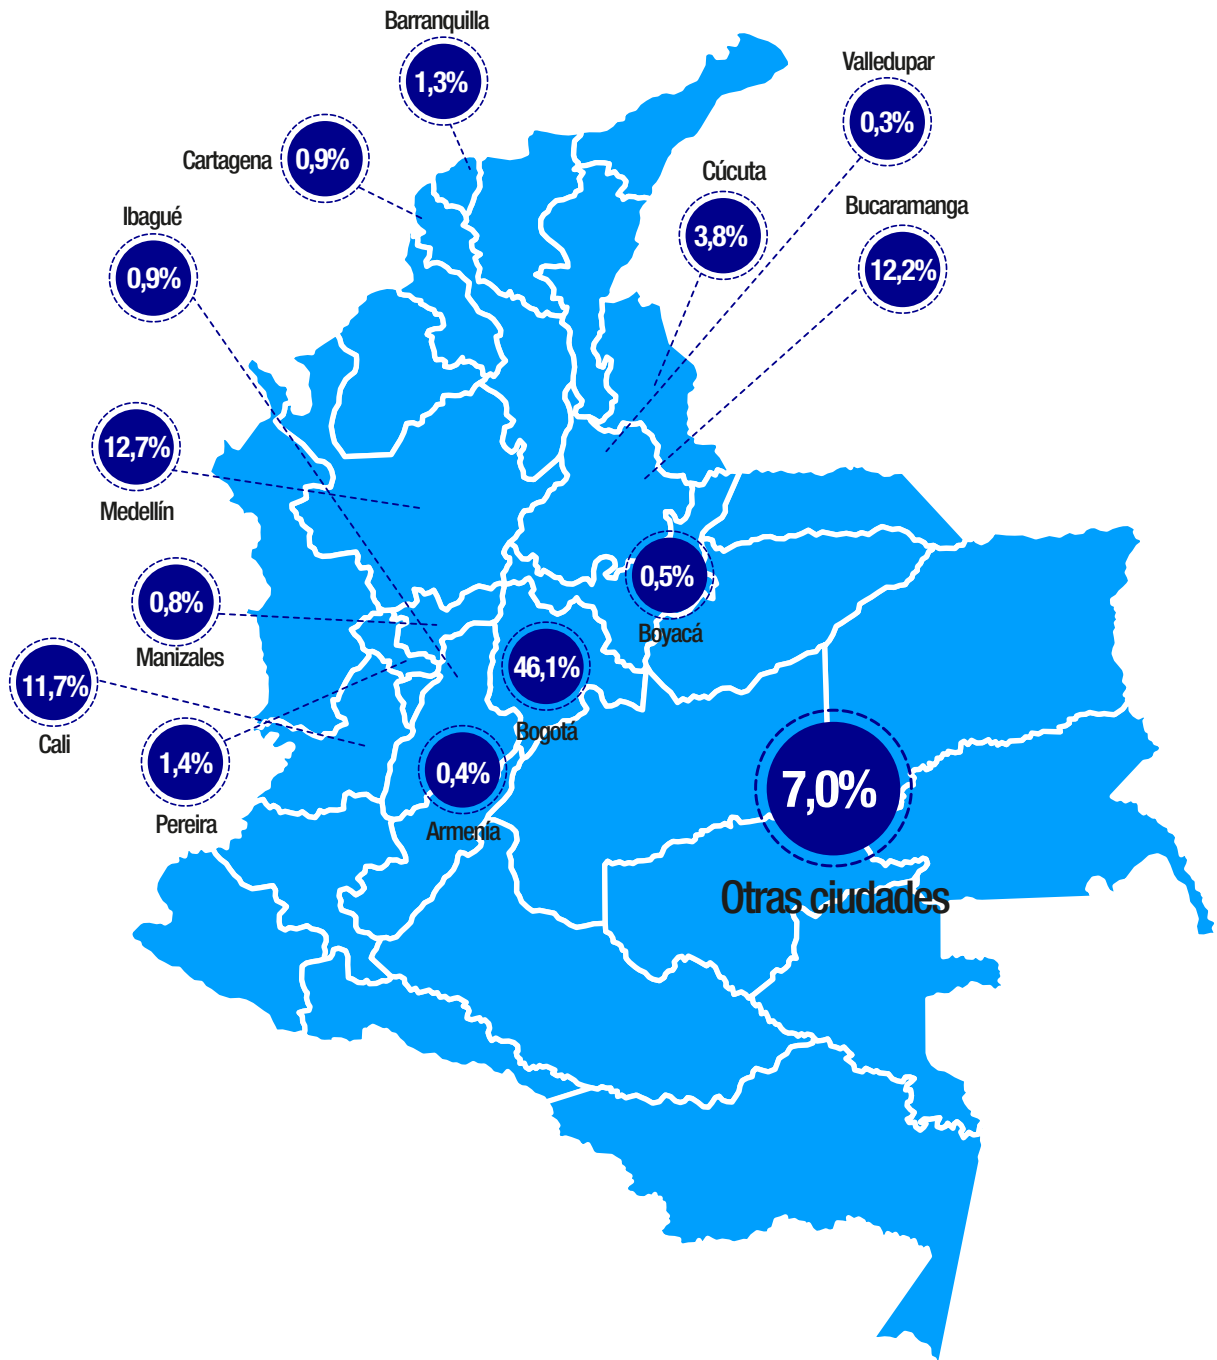 Barranquilla
1,3%
Valledupar
0,3%
Cartagena
0,9%
Cúcuta
3,8%
Bucaramanga
12,2%
Ibagué
0,9%
12,7%
Medellín
0,5%
Boyacá
0,8%
Manizales
46,1%
Bogotá
11,7%
Cali
1,4%
Pereira
0,4%
Armenía
7,0%
Otras ciudades